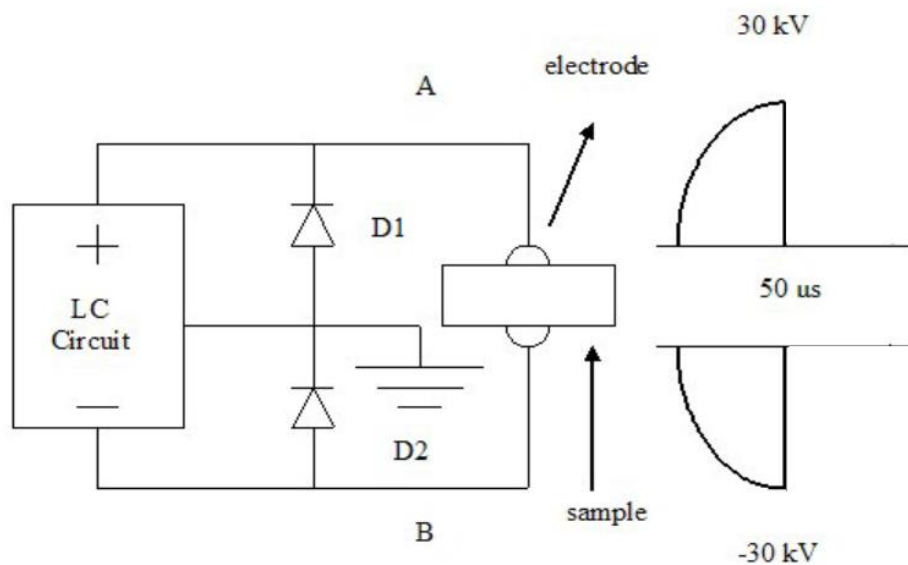 30 kV
electrode
A
D1
+
LC
Circuit
50 us
D2
sample
B
-30 kV